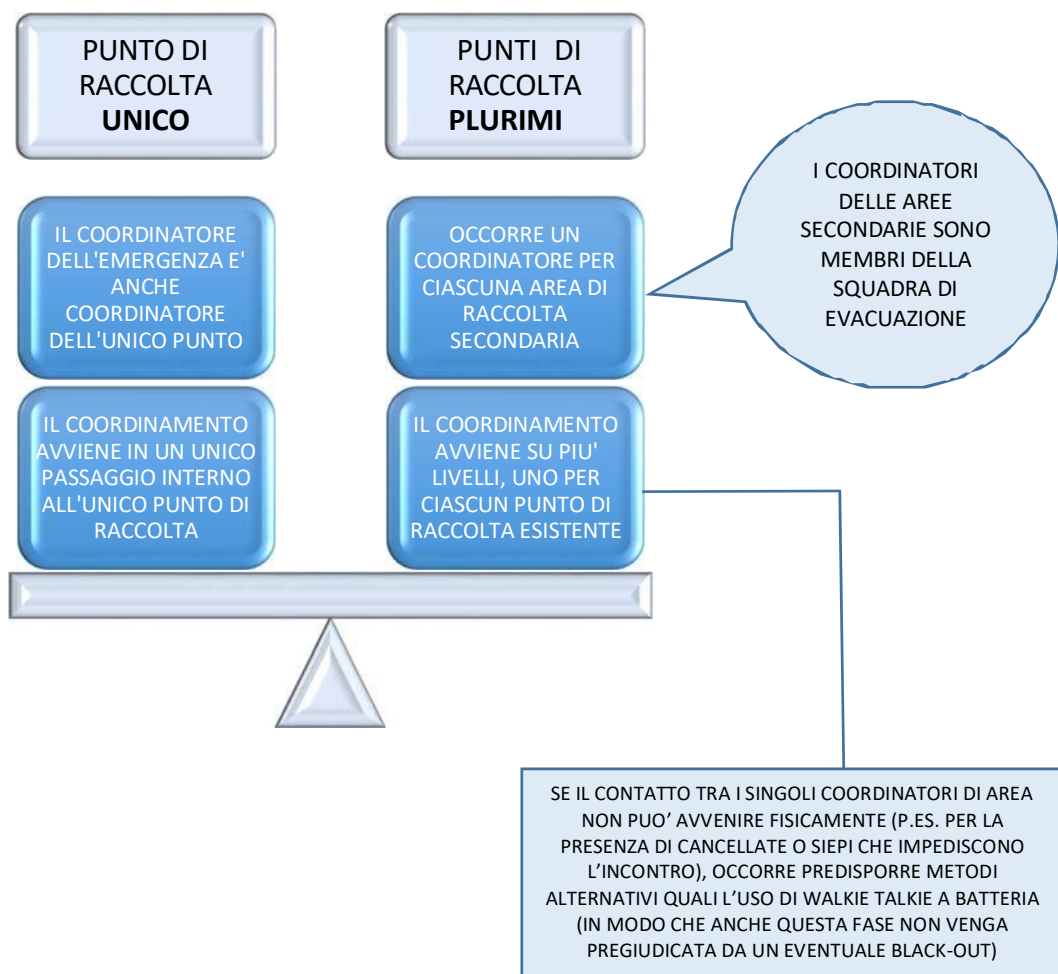 PUNTO DI
RACCOLTA
UNICO
PUNTI DI
RACCOLTA
PLURIMI
IL COORDINATORE
DELL'EMERGENZA E'
ANCHE
COORDINATORE
DELL'UNICO PUNTO
OCCORRE UN
COORDINATORE PER
CIASCUNA AREA DI
RACCOLTA
SECONDARIA
I COORDINATORI
DELLE AREE
SECONDARIE SONO
MEMBRI DELLA
SQUADRA DI
EVACUAZIONE
IL COORDINAMENTO
AVVIENE IN UN UNICO
PASSAGGIO INTERNO
ALL'UNICO PUNTO DI
RACCOLTA
IL COORDINAMENTO
AVVIENE SU PIU'
LIVELLI, UNO PER
CIASCUN PUNTO DI
RACCOLTA ESISTENTE
SE IL CONTATTO TRA I SINGOLI COORDINATORI DI AREA
NON PUO’ AVVENIRE FISICAMENTE (P.ES. PER LA
PRESENZA DI CANCELLATE O SIEPI CHE IMPEDISCONO
L’INCONTRO), OCCORRE PREDISPORRE METODI
ALTERNATIVI QUALI L’USO DI WALKIE TALKIE A BATTERIA
(IN MODO CHE ANCHE QUESTA FASE NON VENGA
PREGIUDICATA DA UN EVENTUALE BLACK-OUT)